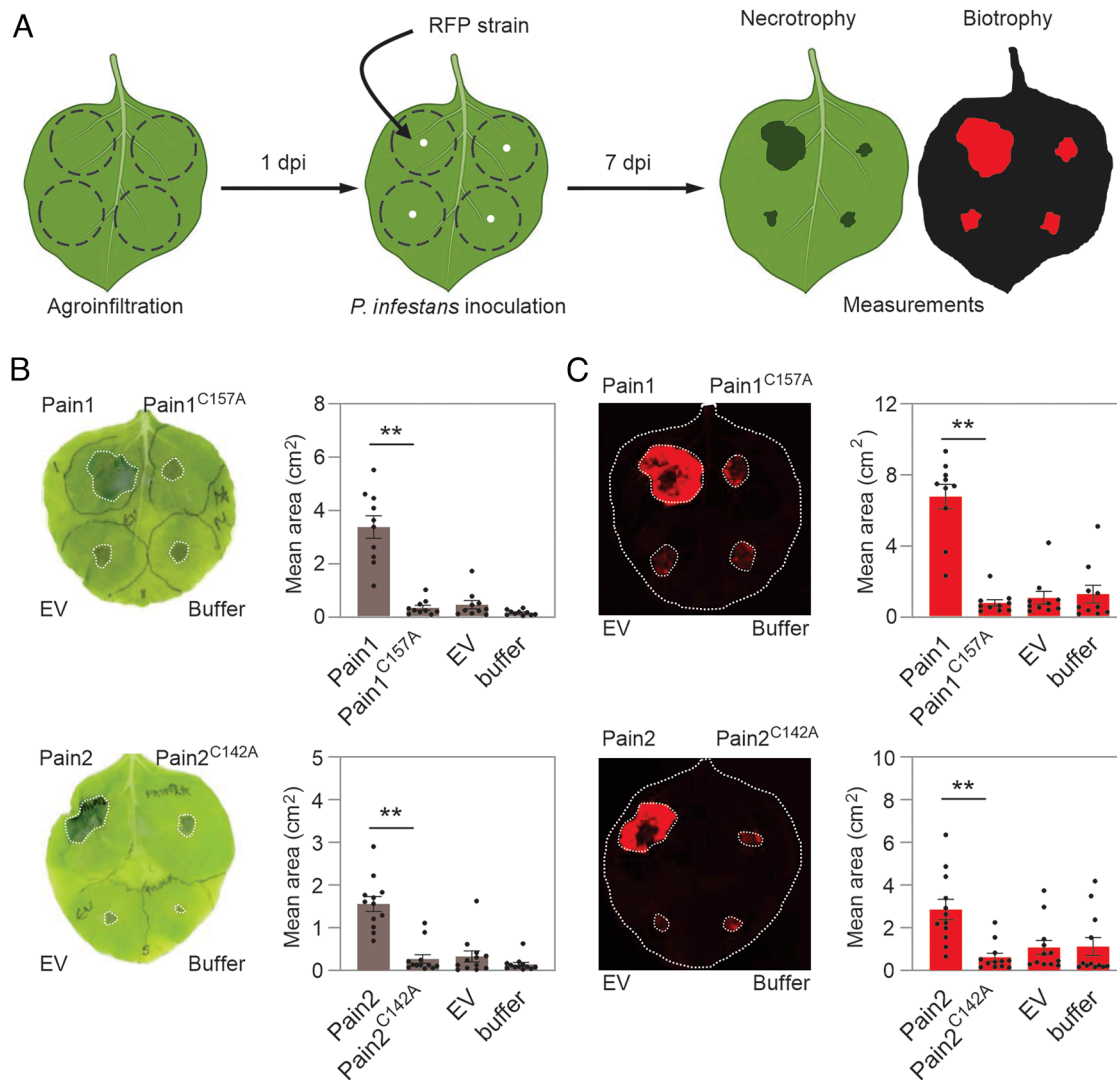 A
RFP strain
Necrotrophy
Biotrophy
1 dpi
7 dpi
Agroinfiltration
P. infestans inoculation
Measurements
B
Pain1
Pain1C157A
EV
Buffer
EV
8
6
4
2
0
Mean area (cm2)
**
Pain1
Pain1C157A
EV
buffer
Pain2
Pain2C142A
EV
EV
Buffer
5
4
3
2
1
0
Mean area (cm2)
**
Pain2
Pain2C142A
EV
buffer
C
Pain1
Pain1C157A
EV
Buffer
12
8
4
0
Mean area (cm2)
**
Pain1
Pain1C157A
EV
buffer
Pain2
Pain2C142A
EV
Buffer
10
8
6
4
2
0
Mean area (cm2)
**
Pain2
Pain2C142A
EV
buffer